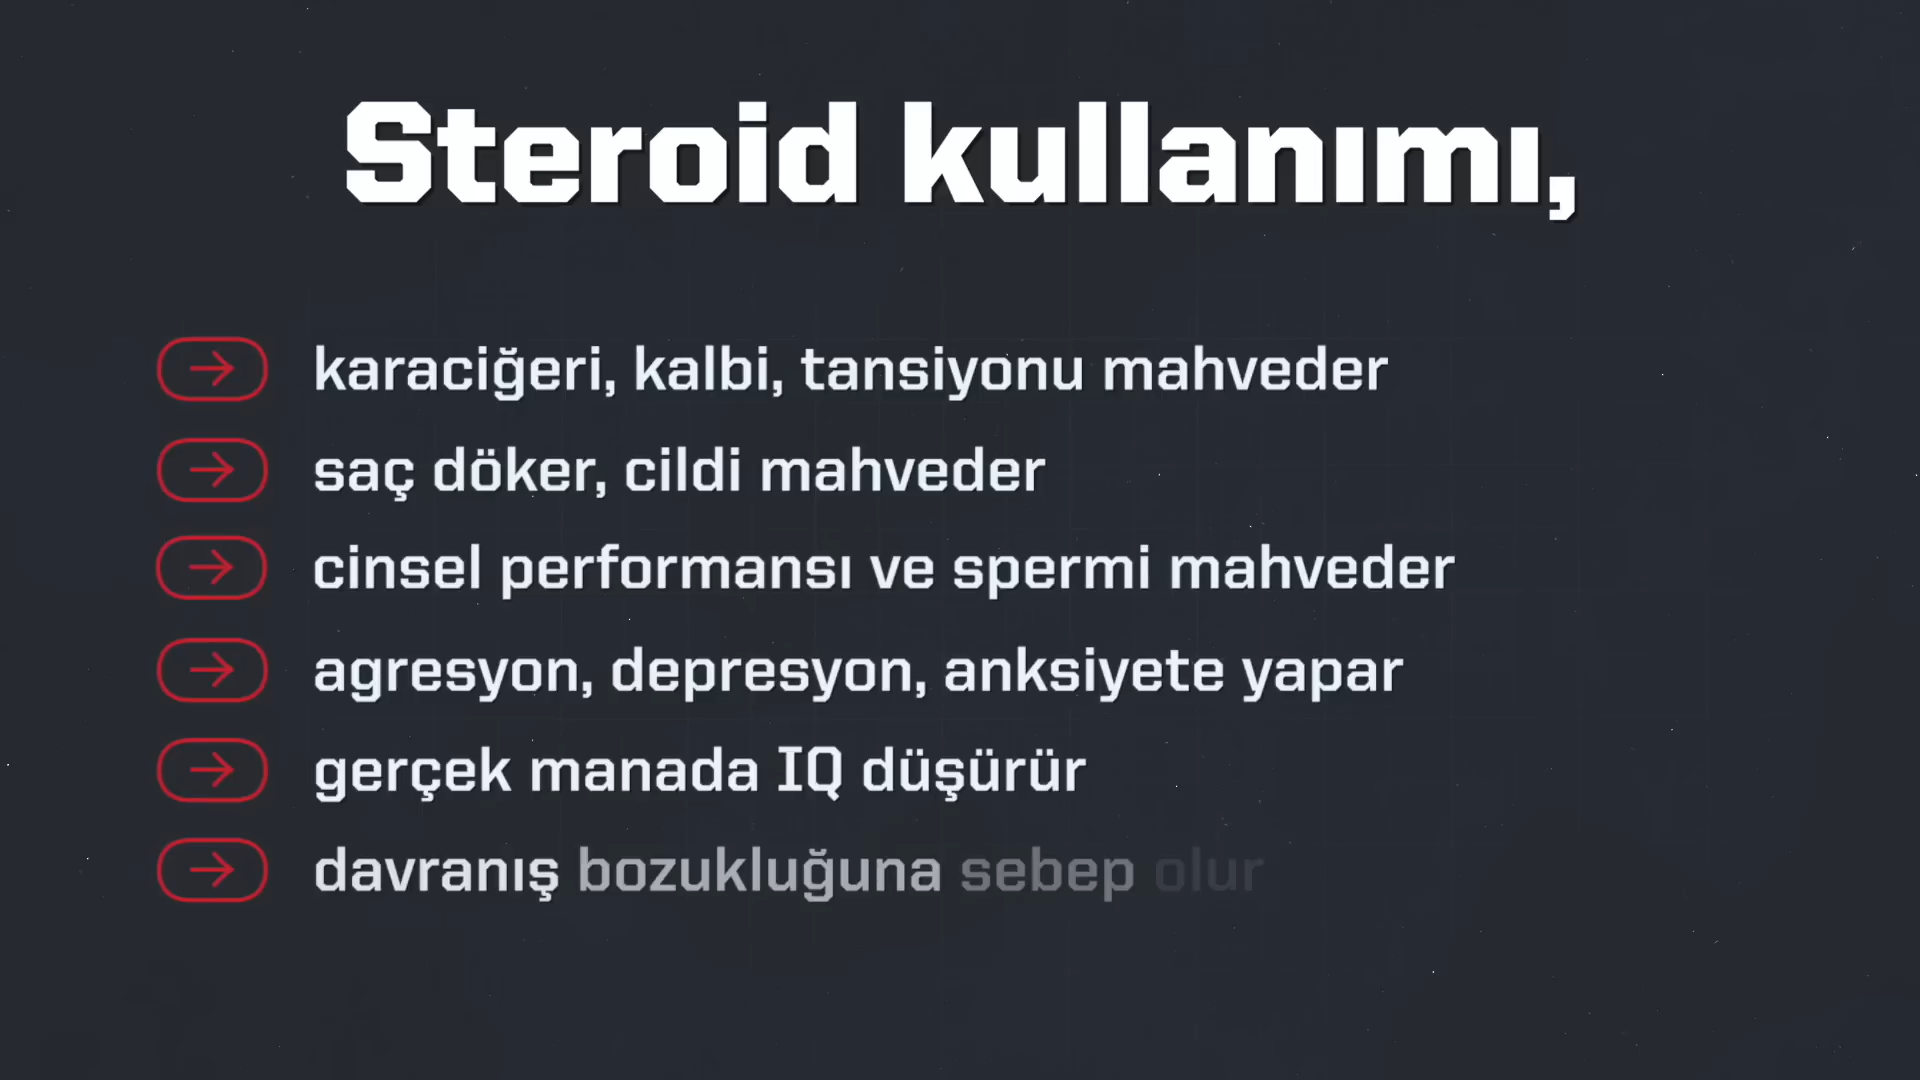 Steroid kullanımı,
karaciğeri, kalbi, tansiyonu mahveder
saç döker, cildi mahveder
cinsel performansı ve spermi mahveder
agresyon, depresyon, anksiyete yapar
gerçek manada IQ düşürür
davranış bozukluğuna sebep olur